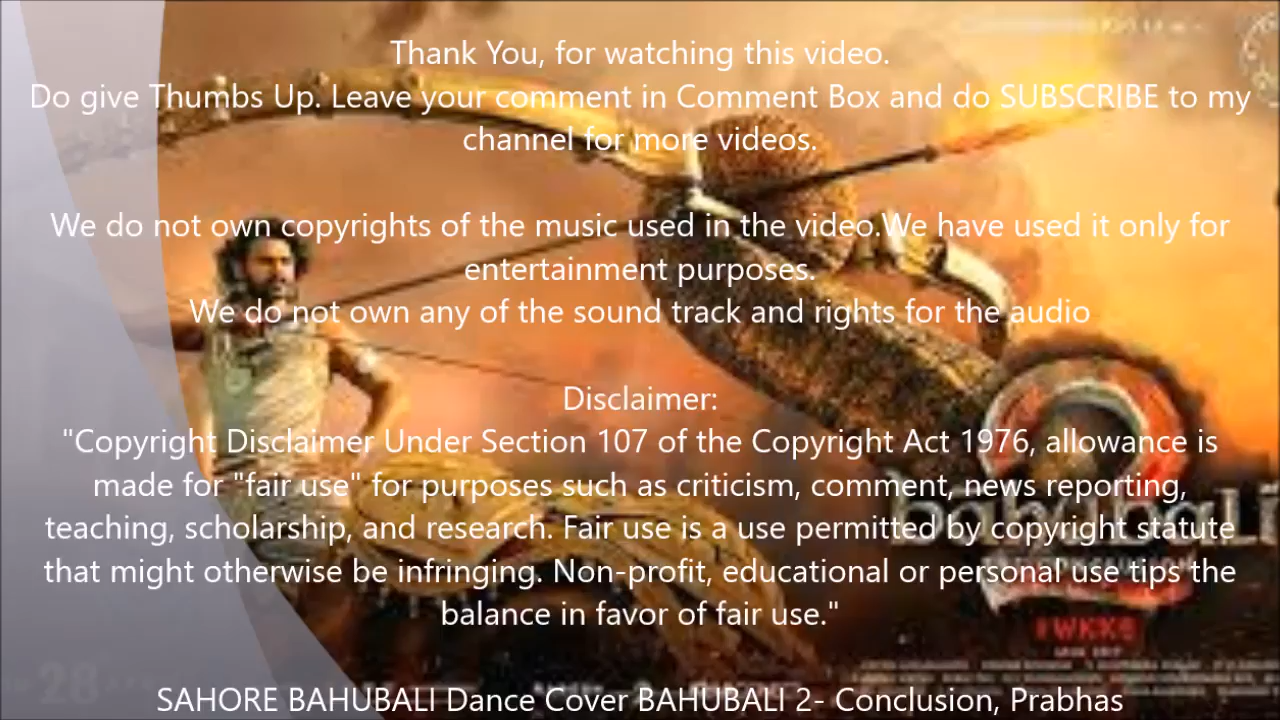 Thank You, for watching this video.
Do give Thumbs Up. Leave your comment in Comment Box and do SUBSCRIBE to my
channel for more videos.
We do not own copyrights of the music used in the video.We have used it only for
entertainment purposes.
We do not own any of the sound track and rights for the audio
Disclaimer:
"Copyright Disclaimer Under Section 107 of the Copyright Act 1976, allowance is
made for "fair use" for purposes such as criticism, comment, news reporting,
teaching, scholarship, and research. Fair use is a use permitted by copyright statute
that might otherwise be infringing. Non-profit, educational or personal use tips the
balance in favor of fair use."
bahubali
#WKKB
28
SAHORE BAHUBALI Dance Cover BAHUBALI 2- Conclusion, Prabhas